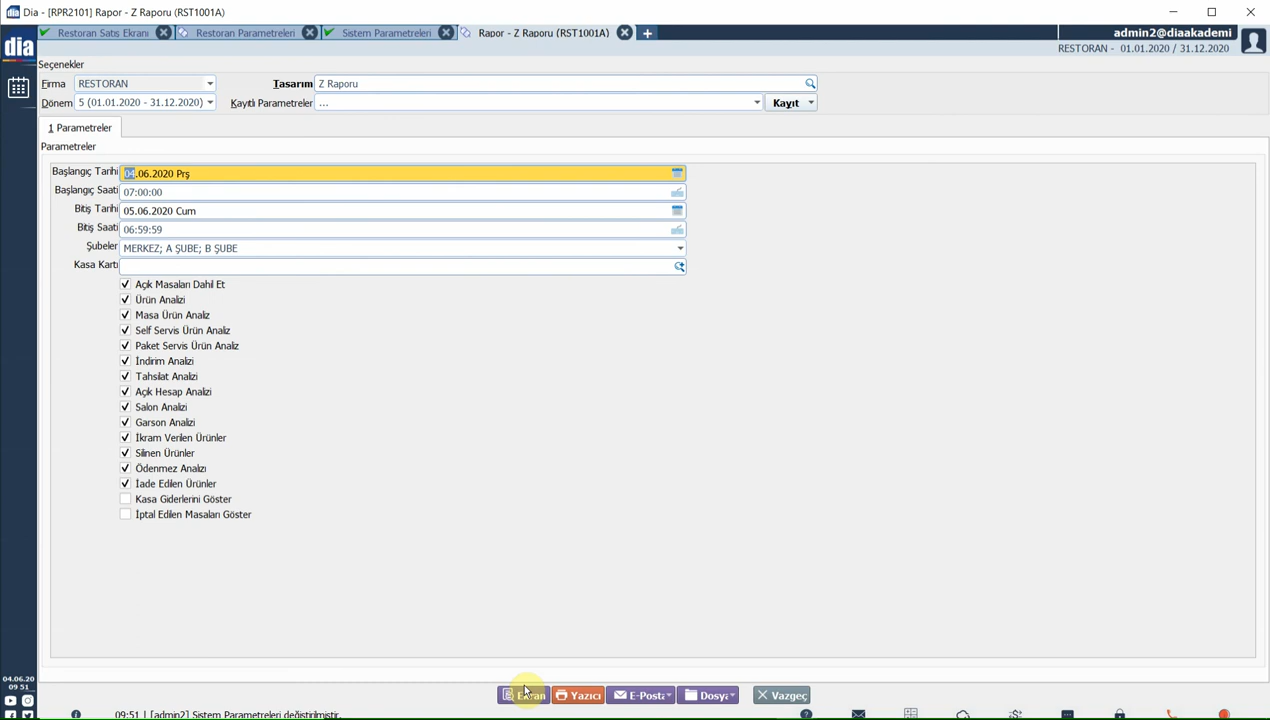 Dia - [RPR2101] Rapor - Z Raporu (RST1001A)
dia
Restoran Satış Ekranı
Restoran Parametreleri
Sistem Parametreleri
Rapor - Z Raporu (RST1001A)
admin2@diaakademi
RESTORAN - 01.01.2020 / 31.12.2020
Seçenekler
Firma RESTORAN
Tasarım Z Raporu
Dönem 5 (01.01.2020 - 31.12.2020)
Kayıtlı Parametreler ...
Kayıt
1 Parametreler
Parametreler
Başlangıç Tarihi 04.06.2020 Prş
Başlangıç Saati 07:00:00
Bitiş Tarihi 05.06.2020 Cum
Bitiş Saati 06:59:59
Şubeler MERKEZ; A ŞUBE; B ŞUBE
Kasa Kartı
Açık Masaları Dahil Et
Ürün Analizi
Masa Ürün Analiz
Self Servis Ürün Analiz
Paket Servis Ürün Analiz
İndirim Analizi
Tahsilat Analizi
Açık Hesap Analizi
Salon Analizi
Garson Analizi
İkram Verilen Ürünler
Silinen Ürünler
Ödenmez Analizi
İade Edilen Ürünler
Kasa Giderlerini Göster
İptal Edilen Masaları Göster
Ekran
Yazıcı
E-Posta
Dosya
Vazgeç
04.06.20
09 51
09:51 | [admin2] Sistem Parametreleri değiştirilmiştir.